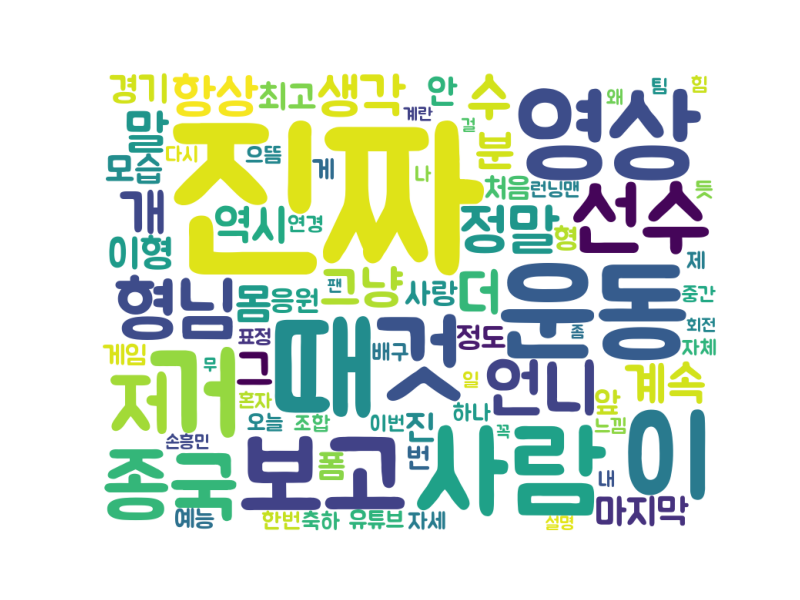 경기 항상 최고 생각 안 수 왜 팀 힘
계란 걸 영상
말 진짜 분
모습 다시 으뜸 게 나
개 역시 연경 처음 런닝맨 듯
이형 정말 형 선수
제
형님 몸 응원 팬 그냥 사랑 더 운동 중간
표정 때 것 정도 좀 회전
게임 무 그 배구 자체
저 거 혼자 일 언니 앞 계속
오늘 조합 이번 진 하나 느낌
손흥민 번 꼭
종국 보고 폼 사람 내 이
예능 한번 축하 유튜브 자세 설명 마지막